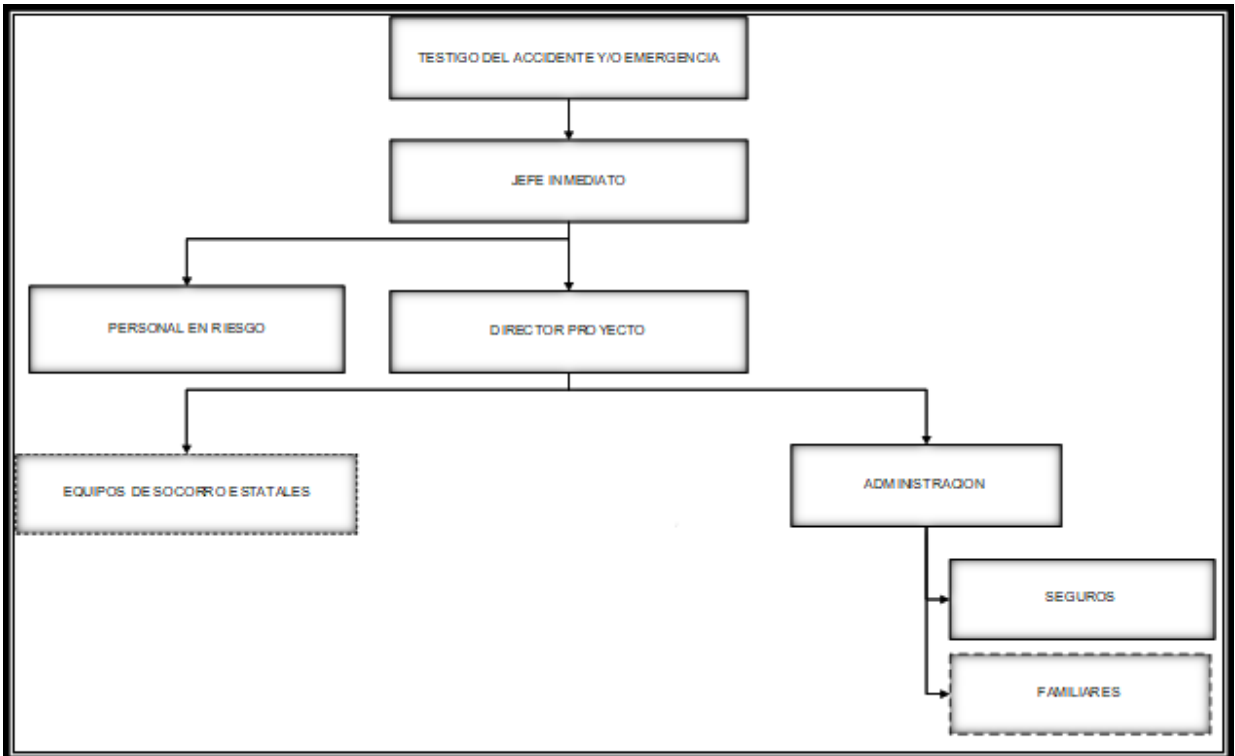 TESTIGO DEL ACCIDENTE Y/O EMERGENCIA
JEFE INMEDIATO
PERSONAL EN RIESGO
DIRECTOR PROYECTO
EQUIPOS DE SOCORRO ESTATALES
ADMINISTRACION
SEGUROS
FAMILIARES